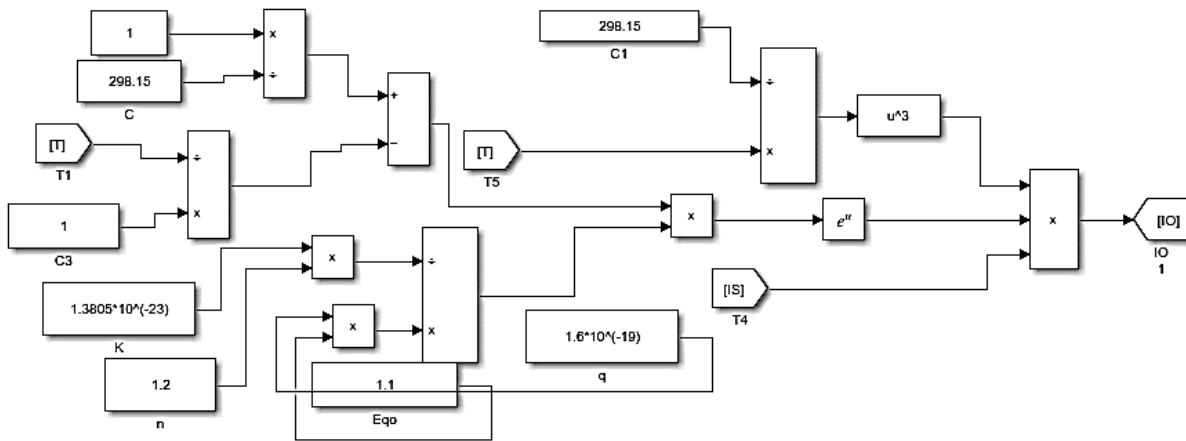 1
x
÷
298.15
C
[T]
T1
÷
x
1
C3
+
−
298.15
C1
÷
x
[T]
T5
u^3
x
e^u
x
[IO]
IO
1
[IS]
T4
1.3805*10^(-23)
K
x
1.2
n
x
÷
x
1.1
Eqo
1.6*10^(-19)
q